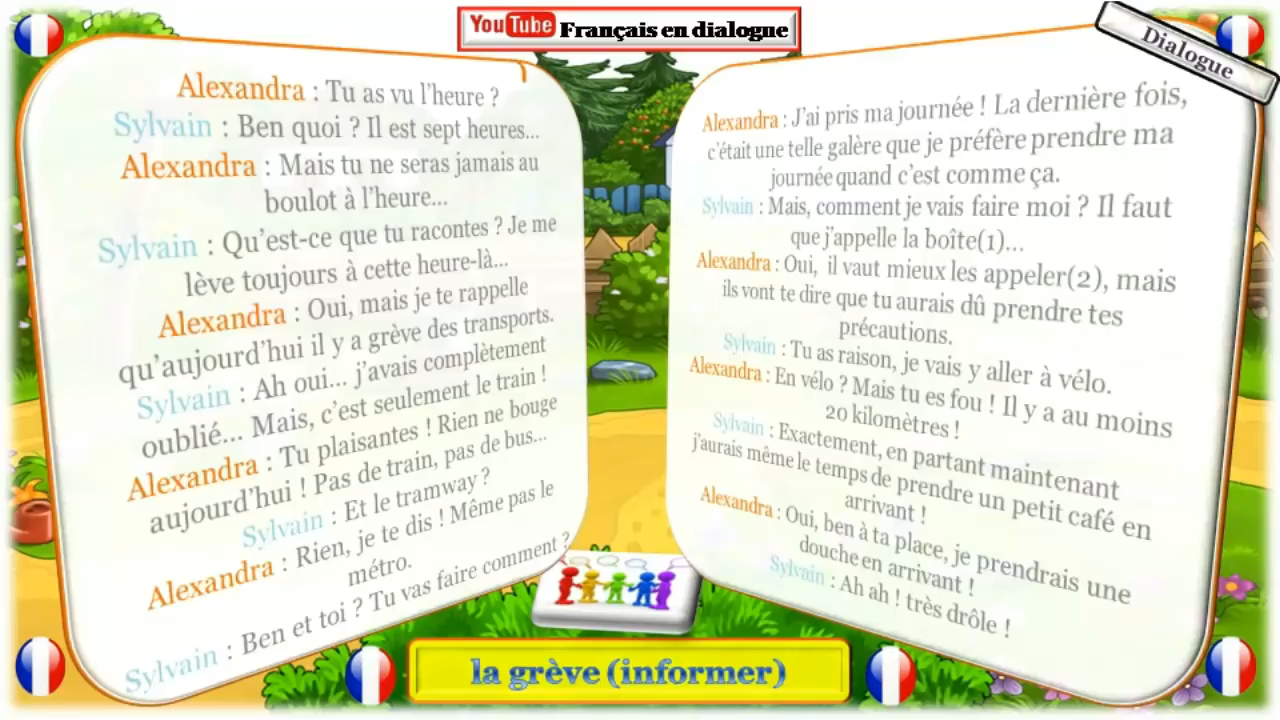 YouTube Français en dialogue
Dialogue
Alexandra : Tu as vu l'heure ?
Sylvain : Ben quoi ? Il est sept heures...
Alexandra : Mais tu ne seras jamais au
boulot à l'heure...
Sylvain : Qu'est-ce que tu racontes ? Je me
lève toujours à cette heure-là...
Alexandra : Oui, mais je te rappelle
qu'aujourd'hui il y a grève des transports.
Sylvain : Ah oui... j'avais complètement
oublié... Mais, c'est seulement le train !
Alexandra : Tu plaisantes ! Rien ne bouge
aujourd'hui ! Pas de train, pas de bus...
Sylvain : Et le tramway ?
Alexandra : Rien, je te dis ! Même pas le
métro.
Sylvain : Ben et toi ? Tu vas faire comment ?
Alexandra : J'ai pris ma journée ! La dernière fois,
c'était une telle galère que je préfère prendre ma
journée quand c'est comme ça.
Sylvain : Mais, comment je vais faire moi ? Il faut
que j'appelle la boîte(1)...
Alexandra : Oui, il vaut mieux les appeler(2), mais
ils vont te dire que tu aurais dû prendre tes
précautions.
Sylvain : Tu as raison, je vais y aller à vélo.
Alexandra : En vélo ? Mais tu es fou ! Il y a au moins
20 kilomètres !
Sylvain : Exactement, en partant maintenant
j'aurais même le temps de prendre un petit café en
arrivant !
Alexandra : Oui, ben à ta place, je prendrais une
douche en arrivant !
Sylvain : Ah ah ! très drôle !
la grève (informer)